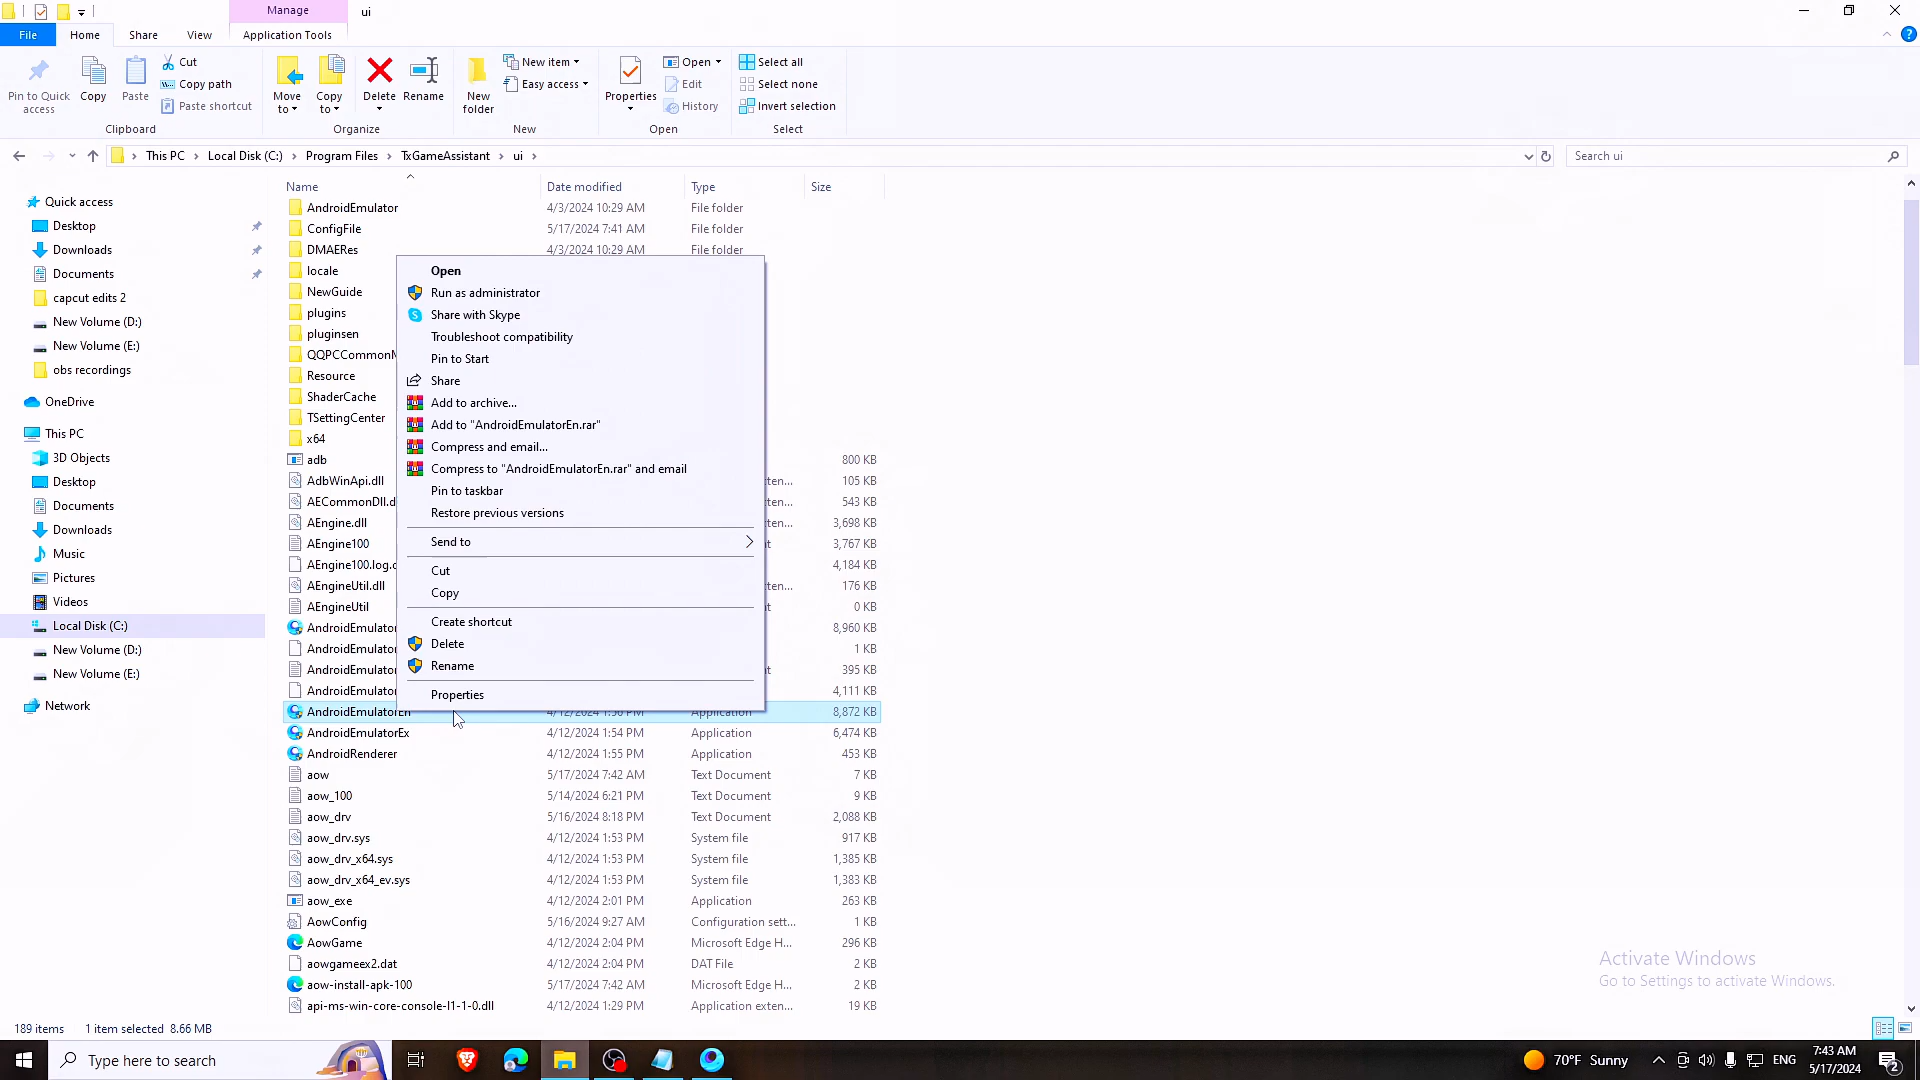 Manage
ui
File
Home
Share
View
Application Tools
Pin to Quick access
Copy
Paste
Cut
Copy path
Paste shortcut
Clipboard
Move to
Copy to
Delete
Rename
Organize
New folder
New item
Easy access
New
Properties
Open
Edit
History
Open
Select all
Select none
Invert selection
Select
This PC
Local Disk (C:)
Program Files
TxGameAssistant
ui
Search ui
Quick access
Desktop
Downloads
Documents
capcut edits 2
New Volume (D:)
New Volume (E:)
obs recordings
OneDrive
This PC
3D Objects
Desktop
Documents
Downloads
Music
Pictures
Videos
Local Disk (C:)
New Volume (D:)
New Volume (E:)
Network
Name Date modified Type Size
AndroidEmulator 4/3/2024 10:29 AM File folder
ConfigFile 5/17/2024 7:41 AM File folder
DMAERes 4/3/2024 10:29 AM File folder
locale
NewGuide
plugins
pluginsen
QQPCCommonM
Resource
ShaderCache
TSettingCenter
x64
adb 800 KB
AdbWinApi.dll ten... 105 KB
AECommonDll.d ten... 543 KB
AEngine.dll ten... 3,698 KB
AEngine100 3,767 KB
AEngine100.log.c 4,184 KB
AEngineUtil.dll ten... 176 KB
AEngineUtil 0 KB
AndroidEmulator 8,960 KB
AndroidEmulator 1 KB
AndroidEmulator 395 KB
AndroidEmulator 4,111 KB
AndroidEmulatorEn 4/12/2024 1:56 PM Application 8,872 KB
AndroidEmulatorEx 4/12/2024 1:54 PM Application 6,474 KB
AndroidRenderer 4/12/2024 1:55 PM Application 453 KB
aow 5/17/2024 7:42 AM Text Document 7 KB
aow_100 5/14/2024 6:21 PM Text Document 9 KB
aow_drv 5/16/2024 8:18 PM Text Document 2,088 KB
aow_drv.sys 4/12/2024 1:53 PM System file 917 KB
aow_drv_x64.sys 4/12/2024 1:53 PM System file 1,385 KB
aow_drv_x64_ev.sys 4/12/2024 1:53 PM System file 1,383 KB
aow_exe 4/12/2024 2:01 PM Application 263 KB
AowConfig 5/16/2024 9:27 AM Configuration sett... 1 KB
AowGame 4/12/2024 2:04 PM Microsoft Edge H... 296 KB
aowgameex2.dat 4/12/2024 2:04 PM DAT File 2 KB
aow-install-apk-100 5/17/2024 7:42 AM Microsoft Edge H... 2 KB
api-ms-win-core-console-l1-1-0.dll 4/12/2024 1:29 PM Application exten... 19 KB
Open
Run as administrator
Share with Skype
Troubleshoot compatibility
Pin to Start
Share
Add to archive...
Add to "AndroidEmulatorEn.rar"
Compress and email...
Compress to "AndroidEmulatorEn.rar" and email
Pin to taskbar
Restore previous versions
Send to
Cut
Copy
Create shortcut
Delete
Rename
Properties
Activate Windows
Go to Settings to activate Windows.
189 items 1 item selected 8.66 MB
Type here to search
70°F Sunny
ENG
7:43 AM
5/17/2024
2